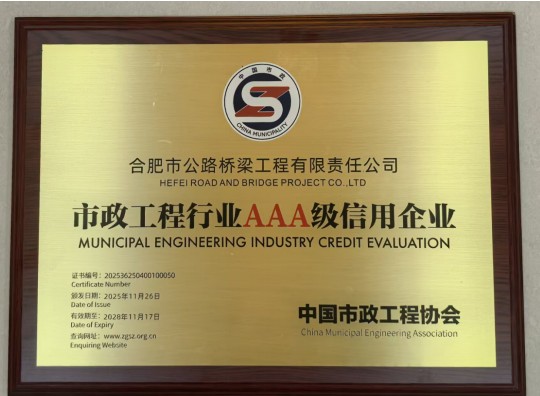 中国市政
CHINA MUNICIPALITY
合肥市公路桥梁工程有限责任公司
HEFEI ROAD AND BRIDGE PROJECT CO.,LTD
市政工程行业AAA级信用企业
MUNICIPAL ENGINEERING INDUSTRY CREDIT EVALUATION
证书编号：202536250400100050
Certificate Number
颁发日期：2025年11月26日
Date of Issue
有效期至：2028年11月17日
Date of Expiry
查询网址：www.zgsz.org.cn
Enquiring Website
中国市政工程协会
China Municipal Engineering Association